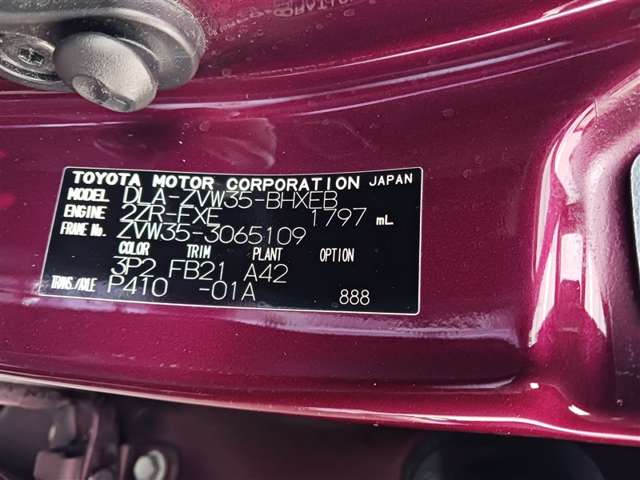 TOYOTA MOTOR CORPORATION JAPAN
MODEL DLA-ZVW35-BHXEB
ENGINE 2ZR-FXE 1797 mL
FRAME No. ZVW35-3065109
COLOR TRIM PLANT OPTION
3P2 FB21 A42
TRANS./AXLE P410 -01A 888